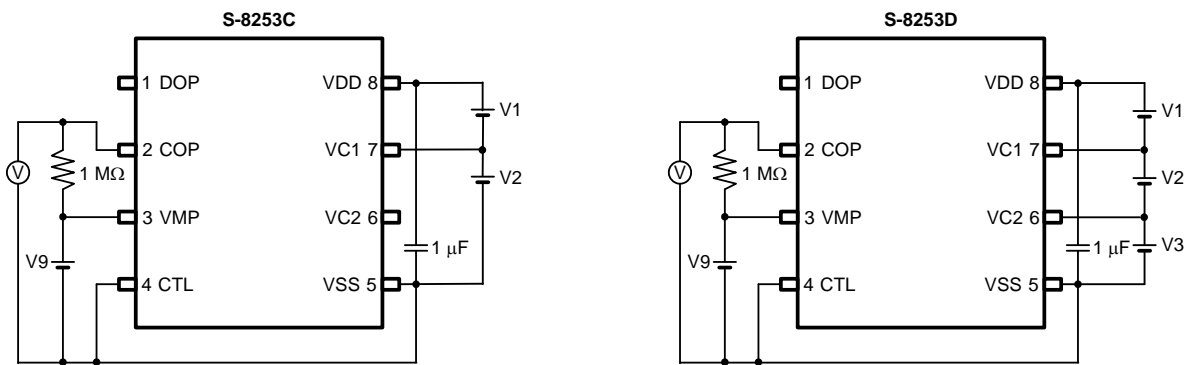 S-8253C
1 DOP
VDD 8
V1
2 COP
VC1 7
1 MΩ
V2
V
3 VMP
VC2 6
V9
1 μF
4 CTL
VSS 5
S-8253D
1 DOP
VDD 8
V1
2 COP
VC1 7
1 MΩ
V2
V
3 VMP
VC2 6
V9
1 μF
V3
4 CTL
VSS 5